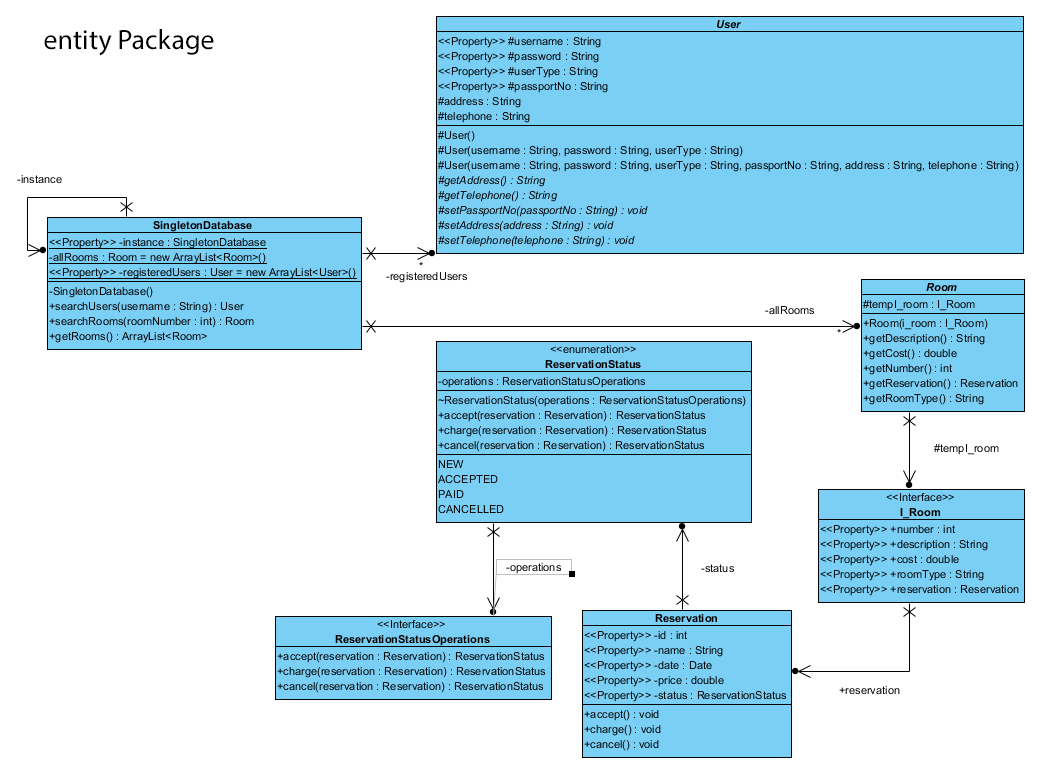 entity Package
User
<<Property>> #username : String
<<Property>> #password : String
<<Property>> #userType : String
<<Property>> #passportNo : String
#address : String
#telephone : String
#User()
#User(username : String, password : String, userType : String)
#User(username : String, password : String, userType : String, passportNo : String, address : String, telephone : String)
#getAddress() : String
#getTelephone() : String
#setPassportNo(passportNo : String) : void
#setAddress(address : String) : void
#setTelephone(telephone : String) : void
-instance
SingletonDatabase
<<Property>> -instance : SingletonDatabase
-allRooms : Room = new ArrayList<Room>()
<<Property>> -registeredUsers : User = new ArrayList<User>()
-SingletonDatabase()
+searchUsers(username : String) : User
+searchRooms(roomNumber : int) : Room
+getRooms() : ArrayList<Room>
*
-registeredUsers
-allRooms
*
Room
#tempI_room : I_Room
+Room(i_room : I_Room)
+getDescription() : String
+getCost() : double
+getNumber() : int
+getReservation() : Reservation
+getRoomType() : String
<<enumeration>>
ReservationStatus
-operations : ReservationStatusOperations
~ReservationStatus(operations : ReservationStatusOperations)
+accept(reservation : Reservation) : ReservationStatus
+charge(reservation : Reservation) : ReservationStatus
+cancel(reservation : Reservation) : ReservationStatus
NEW
ACCEPTED
PAID
CANCELLED
#tempI_room
<<Interface>>
I_Room
<<Property>> +number : int
<<Property>> +description : String
<<Property>> +cost : double
<<Property>> +roomType : String
<<Property>> +reservation : Reservation
-operations
-status
<<Interface>>
ReservationStatusOperations
+accept(reservation : Reservation) : ReservationStatus
+charge(reservation : Reservation) : ReservationStatus
+cancel(reservation : Reservation) : ReservationStatus
Reservation
<<Property>> -id : int
<<Property>> -name : String
<<Property>> -date : Date
<<Property>> -price : double
<<Property>> -status : ReservationStatus
+accept() : void
+charge() : void
+cancel() : void
+reservation